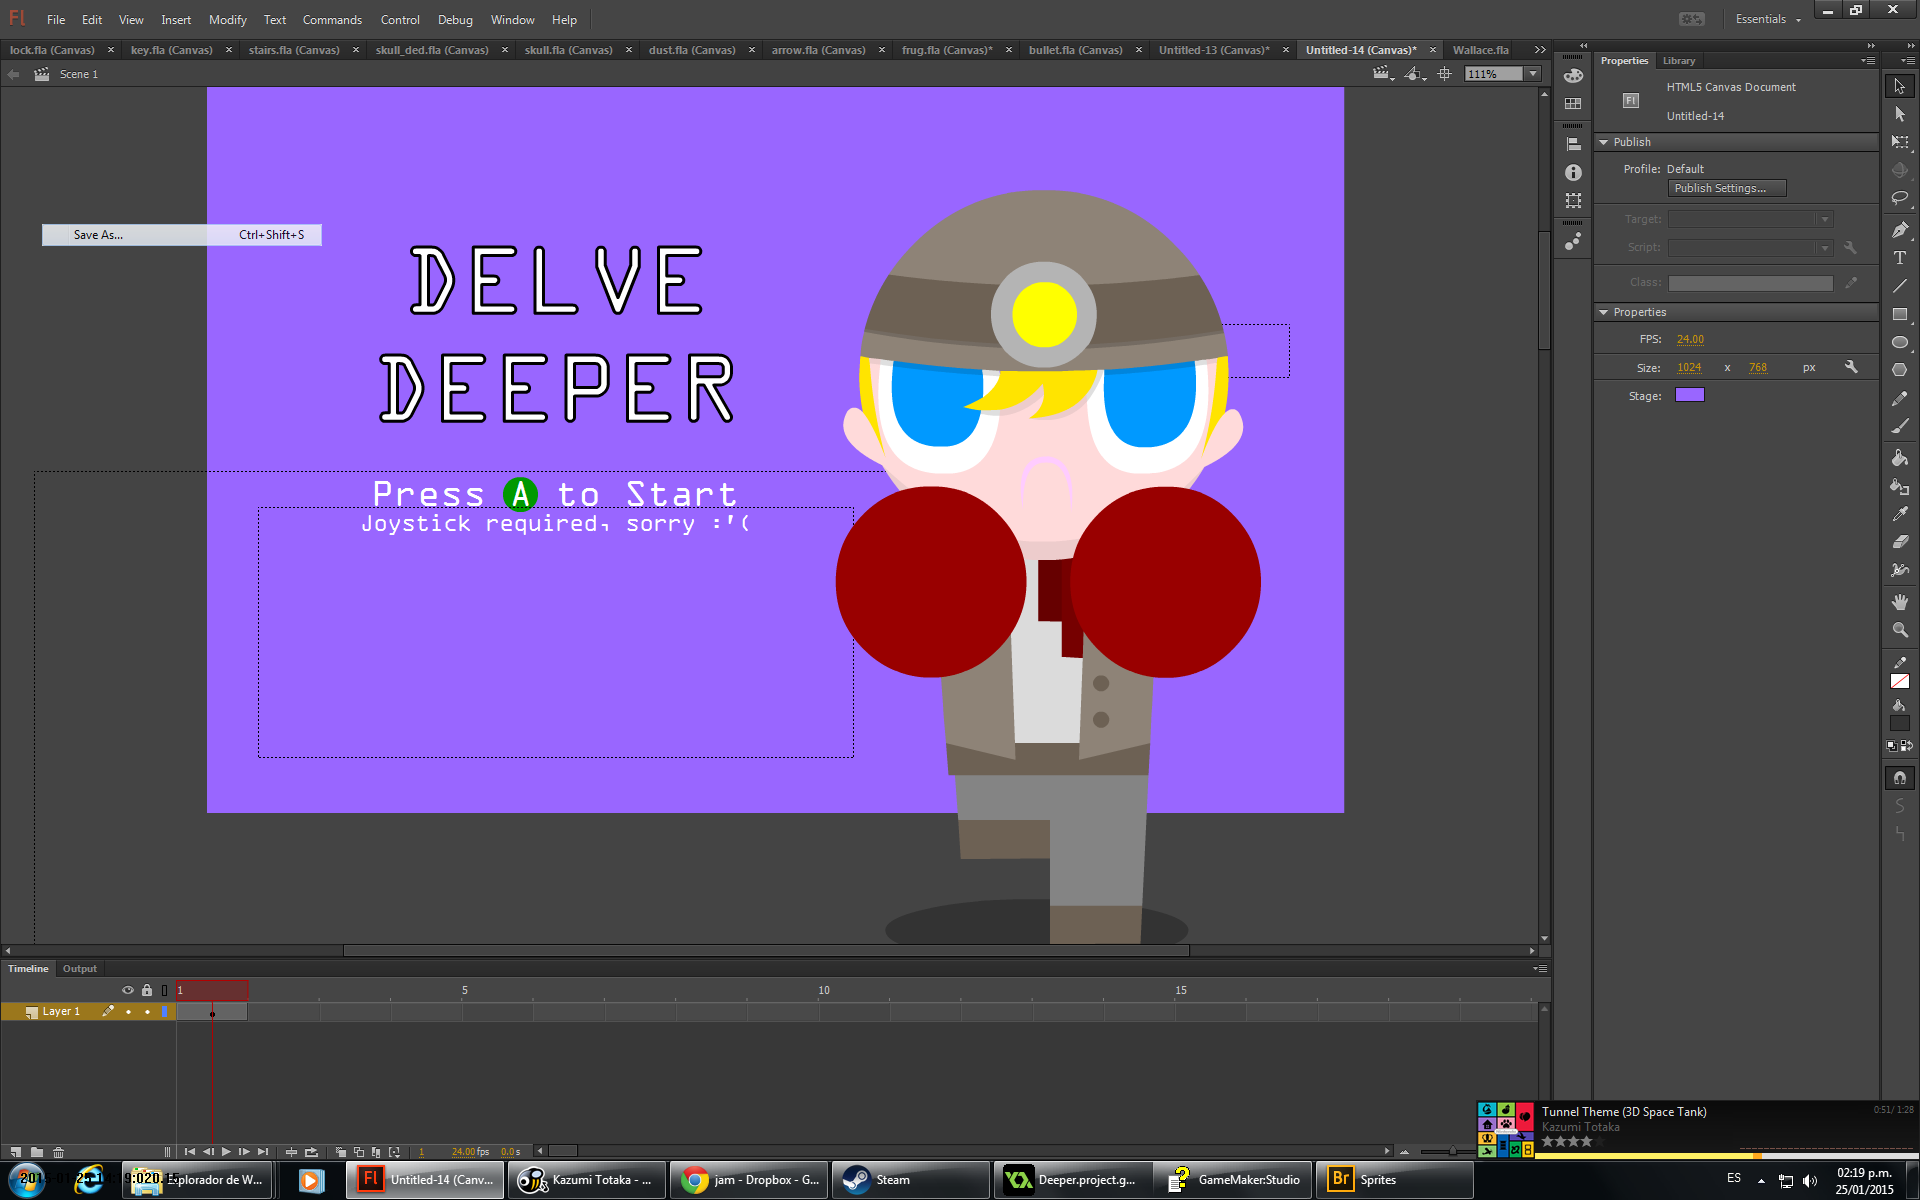 Fl File Edit View Insert Modify Text Commands Control Debug Window Help
Essentials
lock.fla (Canvas) × key.fla (Canvas) × stairs.fla (Canvas) × skull_ded.fla (Canvas) × skull.fla (Canvas) × dust.fla (Canvas) × arrow.fla (Canvas) × frug.fla (Canvas)* × bullet.fla (Canvas) × Untitled-13 (Canvas)* × Untitled-14 (Canvas)* × Wallace.fla
Scene 1
111%
Save As... Ctrl+Shift+S
DELVE
DEEPER
Press A to Start
Joystick required, sorry :'(
Properties Library
Fl
HTML5 Canvas Document
Untitled-14
Publish
Profile: Default
Publish Settings...
Target:
Script:
Class:
Properties
FPS: 24.00
Size: 1024 x 768 px
Stage:
Timeline Output
1 5 10 15
Layer 1
1 24.00 fps 0.0 s
Tunnel Theme (3D Space Tank)
0:51/ 1:28
Kazumi Totaka
Explorador de W...
Fl Untitled-14 (Canv...
Kazumi Totaka - ...
jam - Dropbox - G...
Steam
Deeper.project.g...
GameMaker:Studio
Br Sprites
ES
02:19 p.m.
25/01/2015